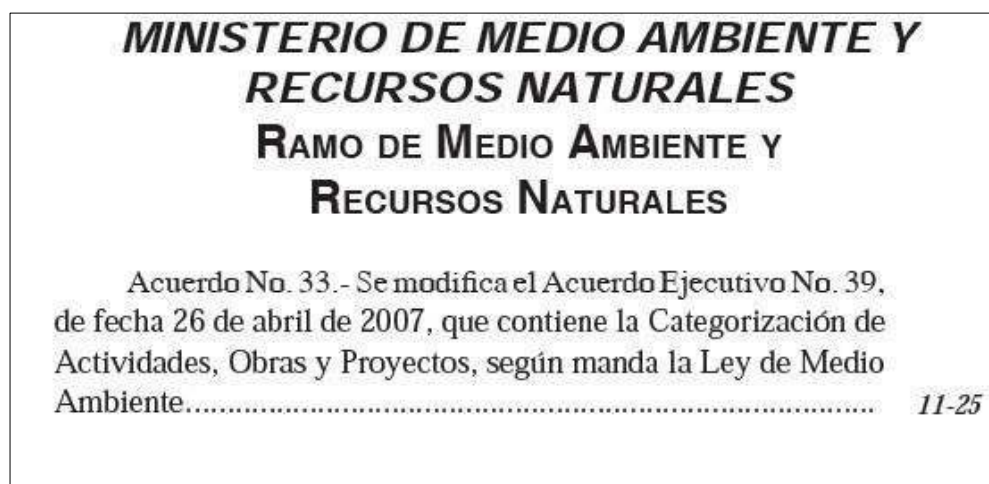 MINISTERIO DE MEDIO AMBIENTE Y
RECURSOS NATURALES
RAMO DE MEDIO AMBIENTE Y
RECURSOS NATURALES
Acuerdo No. 33.- Se modifica el Acuerdo Ejecutivo No. 39,
de fecha 26 de abril de 2007, que contiene la Categorización de
Actividades, Obras y Proyectos, según manda la Ley de Medio
Ambiente.................................................................................. 11-25